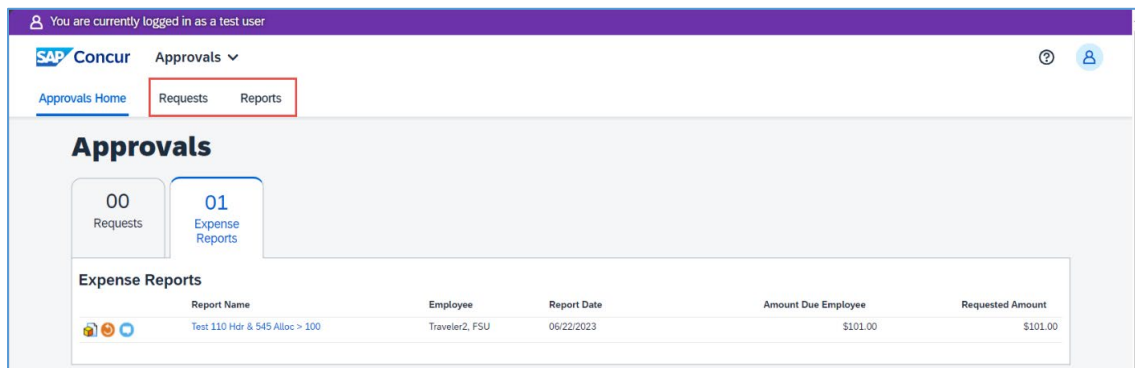 You are currently logged in as a test user
SAP Concur Approvals
Approvals Home Requests Reports
Approvals
00
Requests
01
Expense
Reports
Expense Reports
Report Name Employee Report Date Amount Due Employee Requested Amount
Test 110 Hdr & 545 Alloc > 100 Traveler2, FSU 06/22/2023 $101.00 $101.00